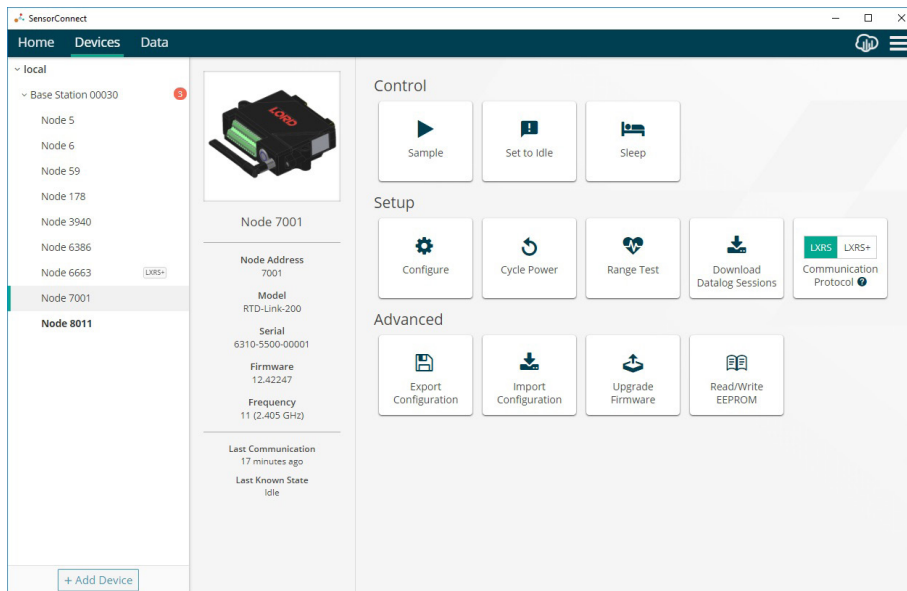 SensorConnect
Home Devices Data
local
Base Station 00030 3
Node 5
Node 6
Node 59
Node 178
Node 3940
Node 6386
Node 6663 LXRS+
Node 7001
Node 8011
+ Add Device
LORD
Node 7001
Node Address
7001
Model
RTD-Link-200
Serial
6310-5500-00001
Firmware
12.42247
Frequency
11 (2.405 GHz)
Last Communication
17 minutes ago
Last Known State
Idle
Control
Sample
Set to Idle
Sleep
Setup
Configure
Cycle Power
Range Test
Download
Datalog Sessions
LXRS LXRS+
Communication
Protocol ?
Advanced
Export
Configuration
Import
Configuration
Upgrade
Firmware
Read/Write
EEPROM